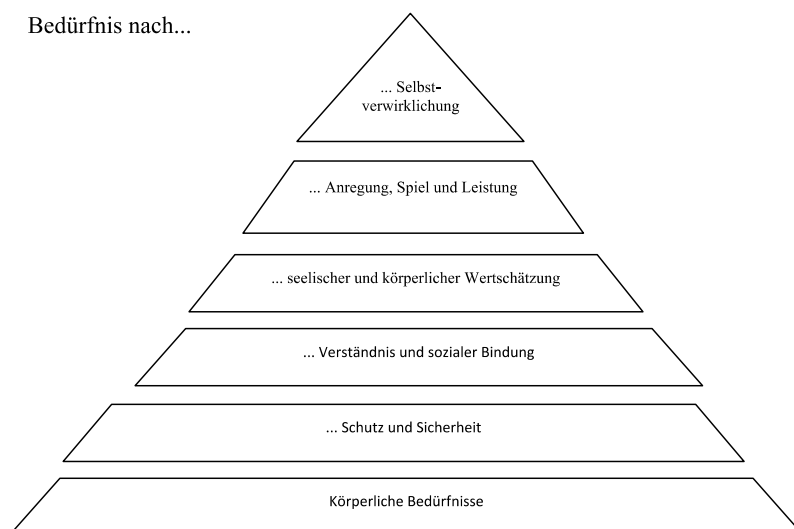 Bedürfnis nach...
... Selbst-
verwirklichung
... Anregung, Spiel und Leistung
... seelischer und körperlicher Wertschätzung
... Verständnis und sozialer Bindung
... Schutz und Sicherheit
Körperliche Bedürfnisse